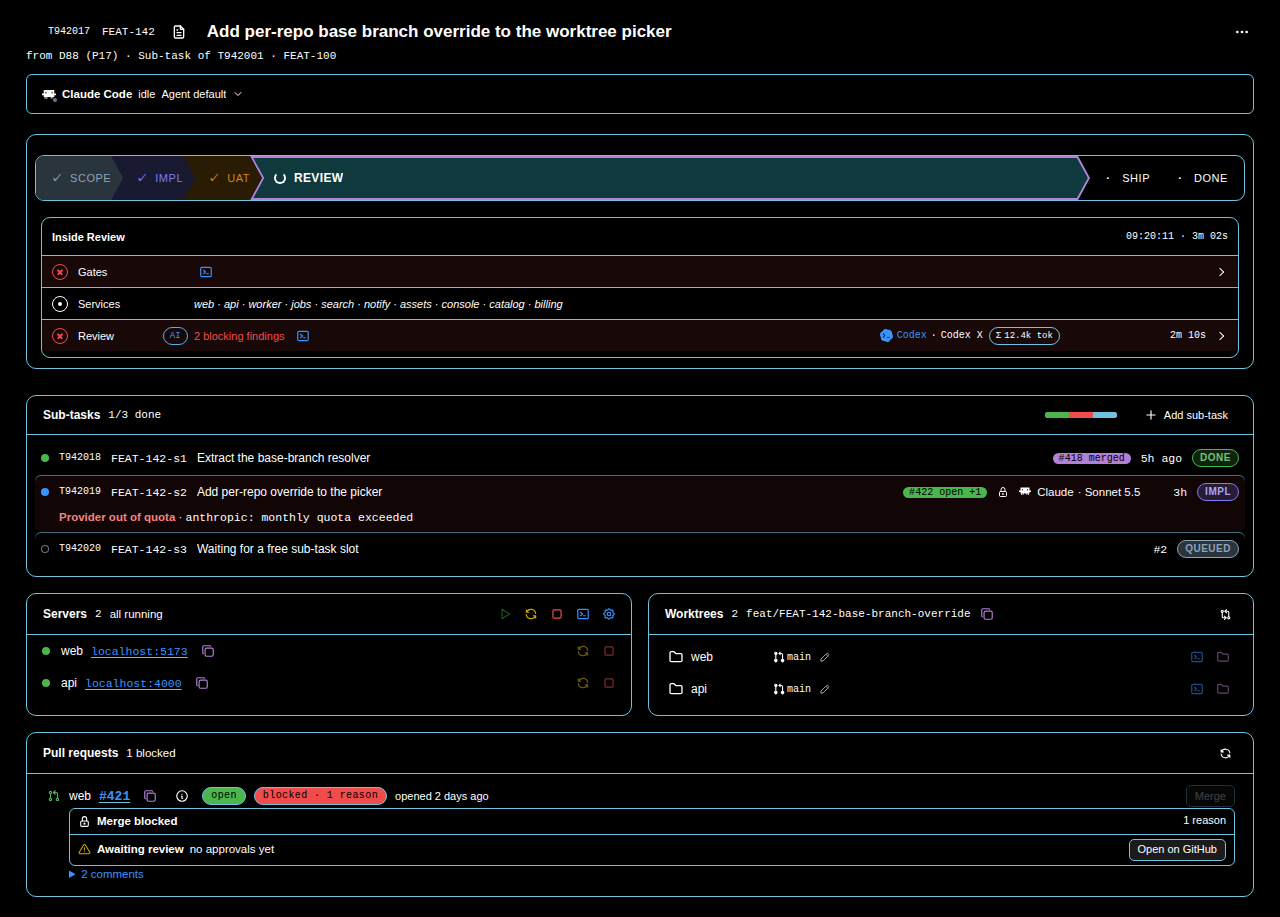 T942017 FEAT-142 Add per-repo base branch override to the worktree picker
from D88 (P17) · Sub-task of T942001 · FEAT-100
Claude Code idle Agent default
SCOPE IMPL UAT REVIEW · SHIP · DONE
Inside Review 09:20:11 · 3m 02s
Gates
Services web · api · worker · jobs · search · notify · assets · console · catalog · billing
Review AI 2 blocking findings Codex · Codex X Σ 12.4k tok 2m 10s
Sub-tasks 1/3 done Add sub-task
T942018 FEAT-142-s1 Extract the base-branch resolver #418 merged 5h ago DONE
T942019 FEAT-142-s2 Add per-repo override to the picker #422 open +1 Claude · Sonnet 5.5 3h IMPL
Provider out of quota · anthropic: monthly quota exceeded
T942020 FEAT-142-s3 Waiting for a free sub-task slot #2 QUEUED
Servers 2 all running
web localhost:5173
api localhost:4000
Worktrees 2 feat/FEAT-142-base-branch-override
web main
api main
Pull requests 1 blocked
web #421 open blocked · 1 reason opened 2 days ago Merge
Merge blocked 1 reason
Awaiting review no approvals yet Open on GitHub
2 comments